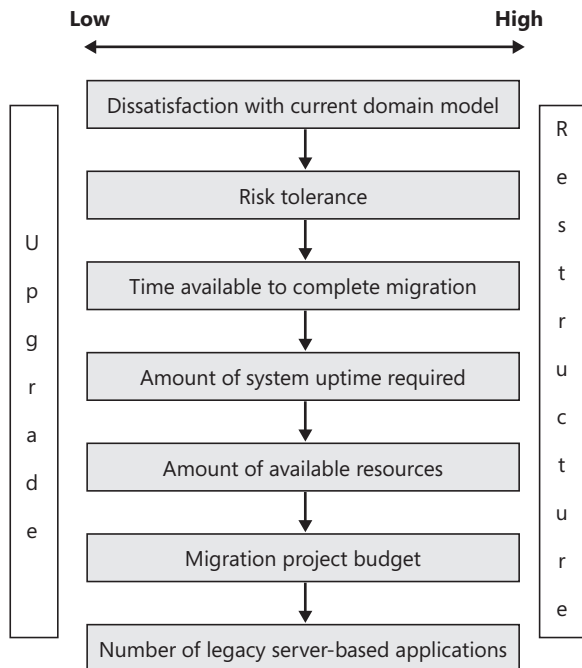 Low High
Dissatisfaction with current domain model
Risk tolerance
Time available to complete migration
Amount of system uptime required
Amount of available resources
Migration project budget
Number of legacy server-based applications
Upgrade
Restructure